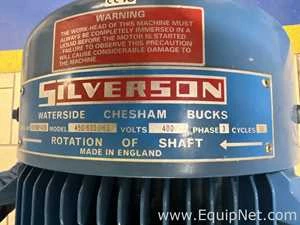 WARNING
THE WORK-HEAD OF THIS MACHINE MUST
ALWAYS BE COMPLETELY IMMERSED IN A
LIQUID BEFORE THE MOTOR IS STARTED
FAILURE TO OBSERVE THIS PRECAUTION
WILL CAUSE CONSIDERABLE DAMAGE TO
THE MACHINE.
SILVERSON
WATERSIDE CHESHAM BUCKS
MODEL VOLTS 400 PHASE 3 CYCLES
ROTATION OF SHAFT
MADE IN ENGLAND
www.EquipNet.com